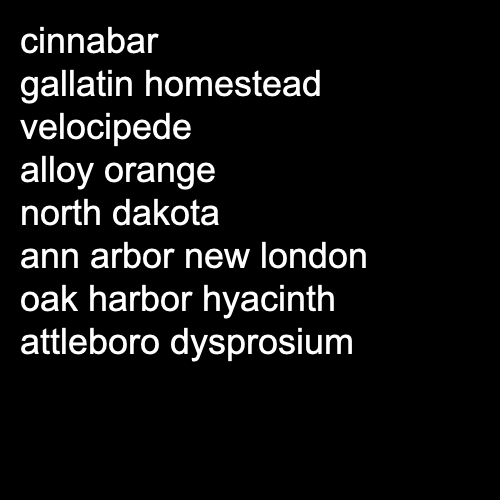 cinnabar
gallatin homestead
velocipede
alloy orange
north dakota
ann arbor new london
oak harbor hyacinth
attleboro dysprosium